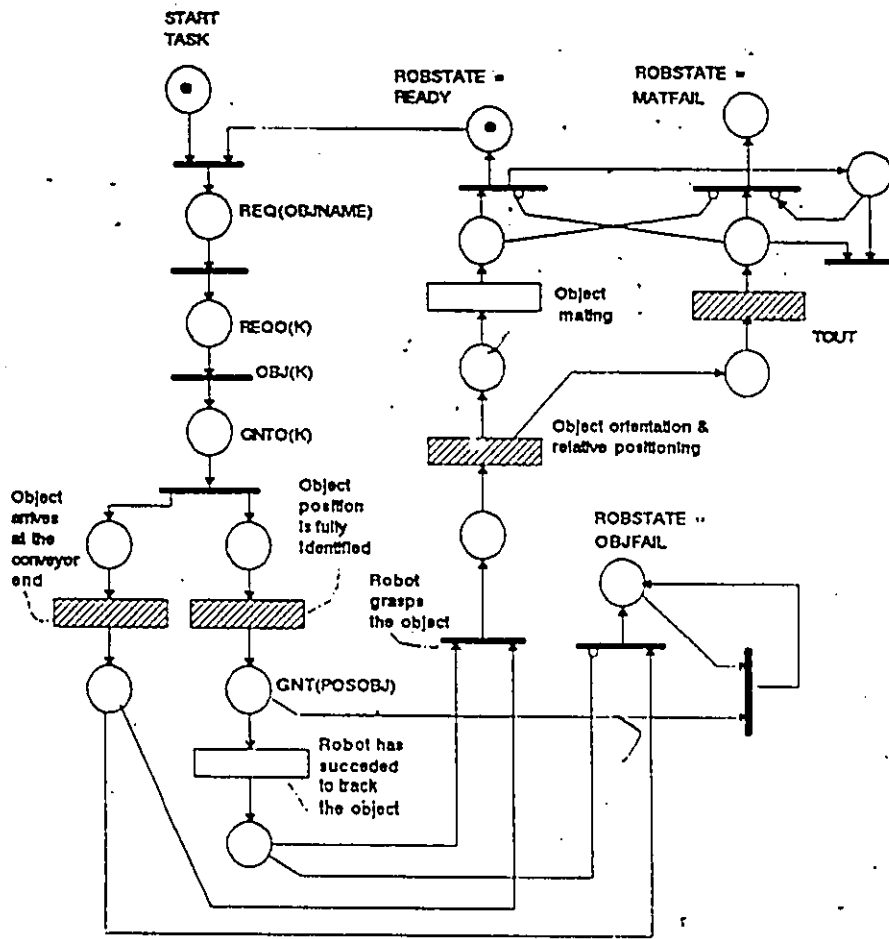 START
TASK
ROBSTATE =
READY
ROBSTATE =
MATFAIL
REQ(OBJNAME)
REQO(K)
OBJ(K)
GNTO(K)
Object
mating
TOUT
Object orientation &
relative positioning
Object
arrives
at the
conveyor
end
Object
position
is fully
identified
ROBSTATE =
OBJFAIL
Robot
grasps
the object
GNT(POSOBJ)
Robot has
succeded
to track
the object